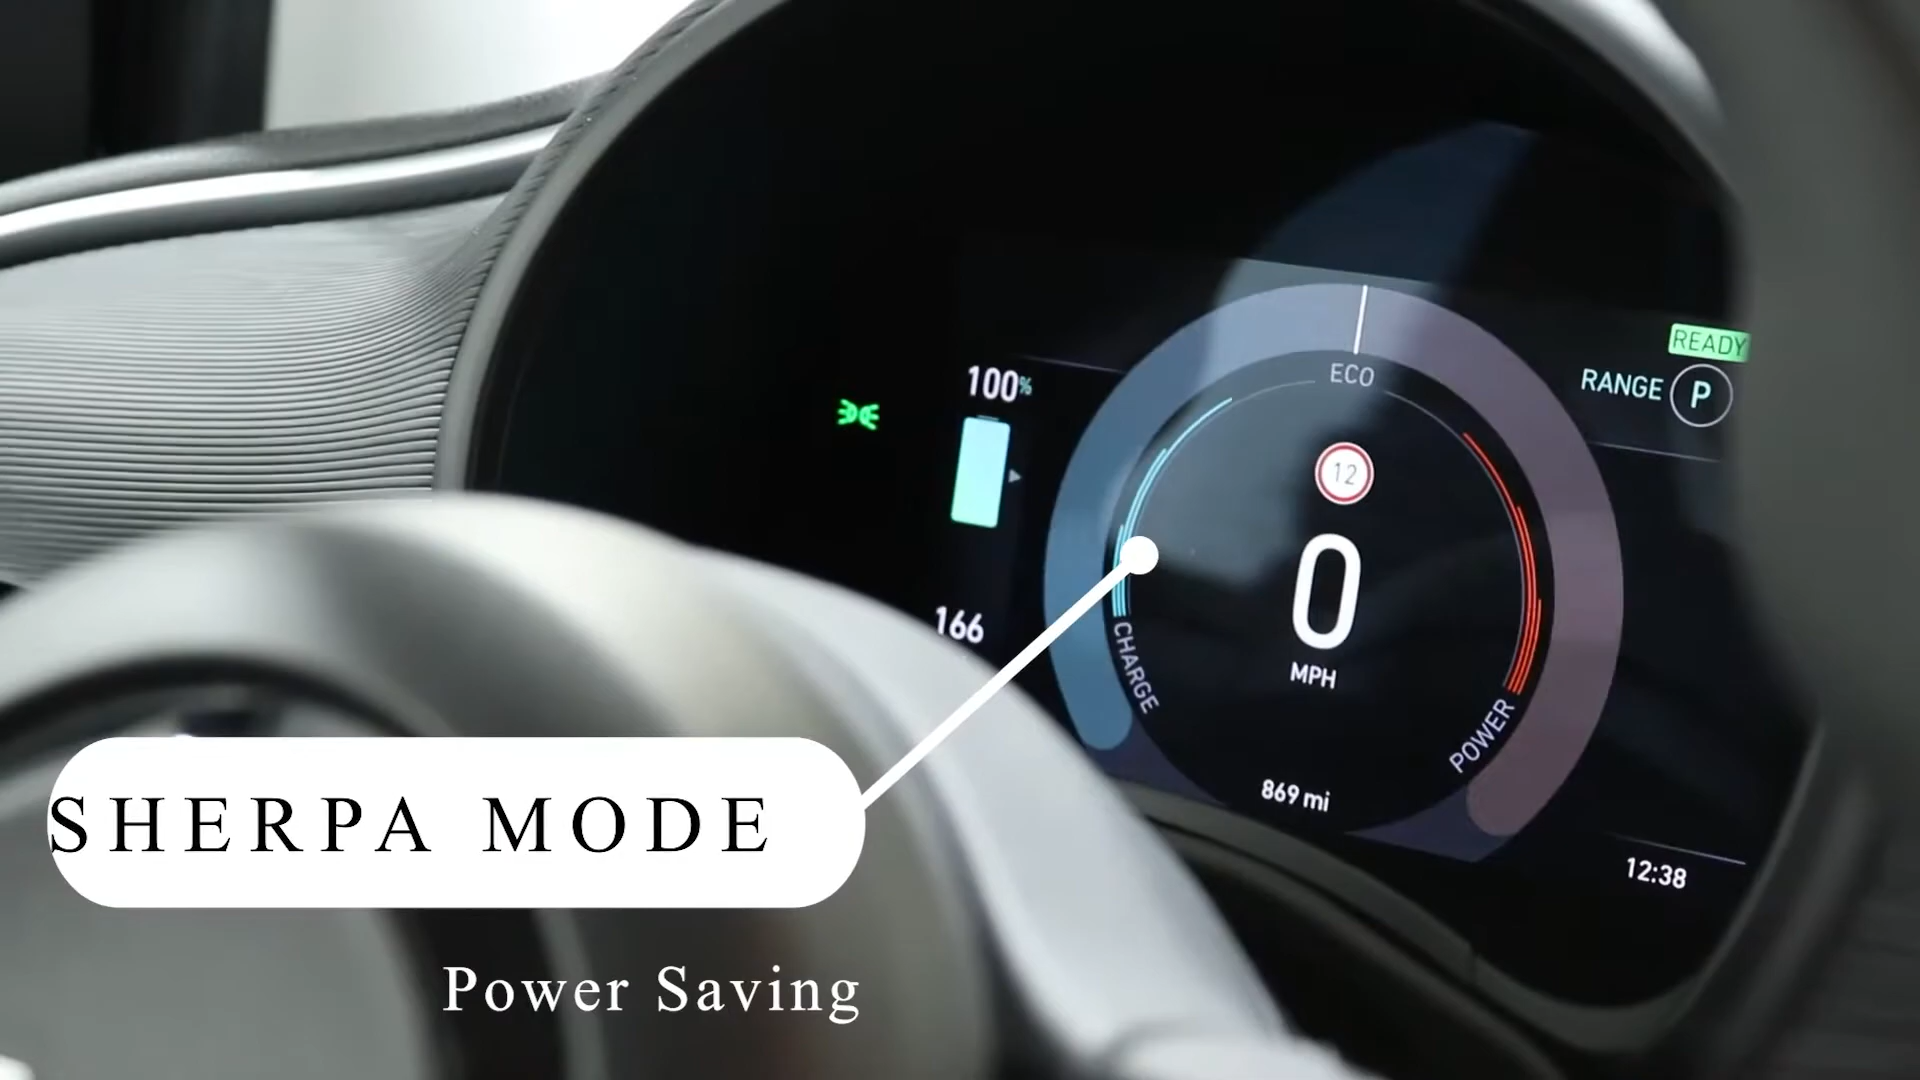 READY
RANGE P
100%
ECO
12
0
MPH
166
CHARGE
POWER
869 mi
12:38
SHERPA MODE
Power Saving